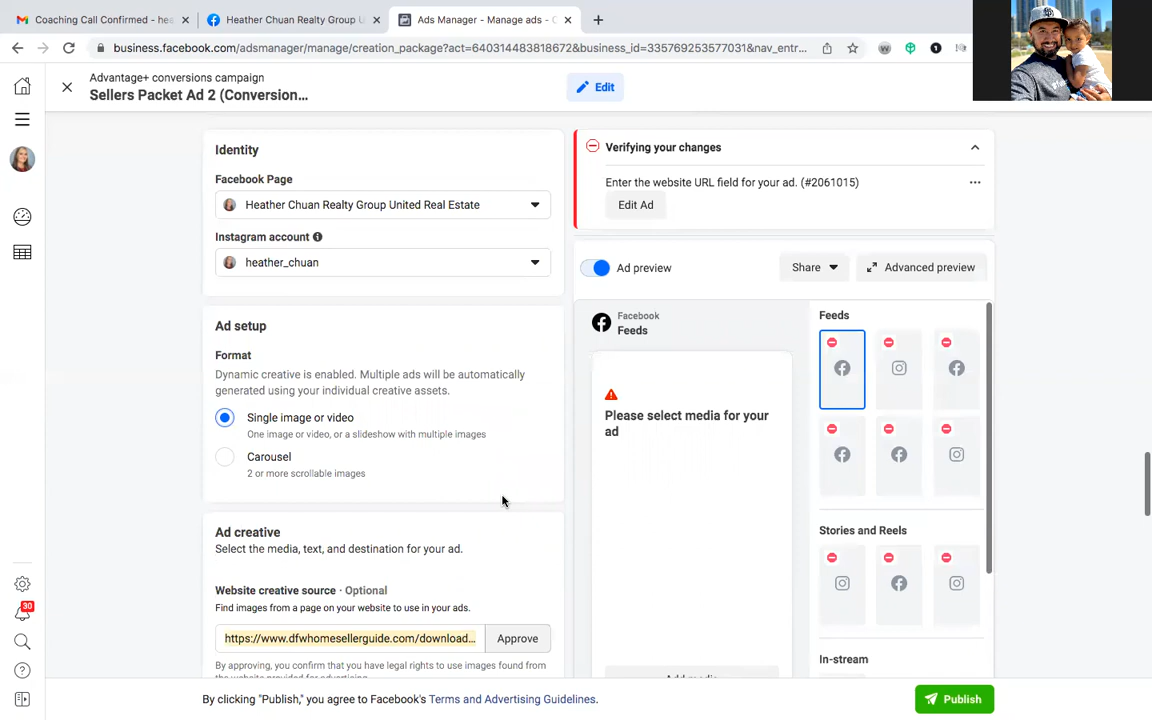 Coaching Call Confirmed - hea
Heather Chuan Realty Group U
Ads Manager - Manage ads - C
business.facebook.com/adsmanager/manage/creation_package?act=640314483818672&business_id=335769253577031&nav_entr...
Advantage+ conversions campaign
Sellers Packet Ad 2 (Conversion...
Edit
Identity
Facebook Page
Heather Chuan Realty Group United Real Estate
Instagram account
heather_chuan
Verifying your changes
Enter the website URL field for your ad. (#2061015)
Edit Ad
Ad preview
Share
Advanced preview
Ad setup
Format
Dynamic creative is enabled. Multiple ads will be automatically
generated using your individual creative assets.
Single image or video
One image or video, or a slideshow with multiple images
Carousel
2 or more scrollable images
Facebook
Feeds
Please select media for your
ad
Feeds
Stories and Reels
In-stream
Ad creative
Select the media, text, and destination for your ad.
Website creative source · Optional
Find images from a page on your website to use in your ads.
https://www.dfwhomesellerguide.com/download...
Approve
By approving, you confirm that you have legal rights to use images found from
30
By clicking "Publish," you agree to Facebook's Terms and Advertising Guidelines.
Publish